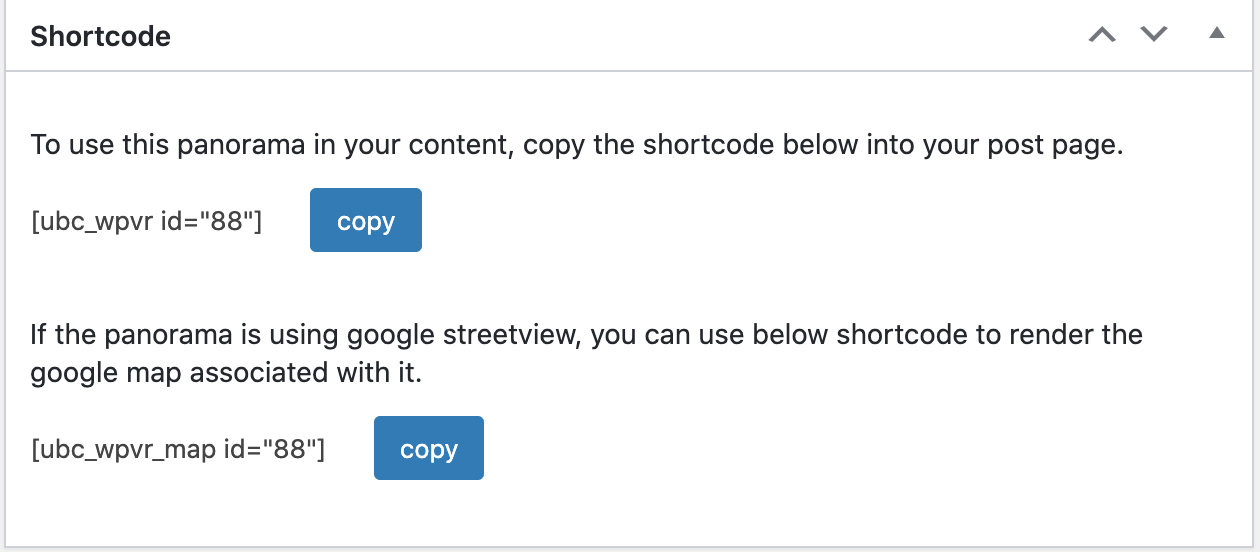 Shortcode
To use this panorama in your content, copy the shortcode below into your post page.
[ubc_wpvr id="88"] copy
If the panorama is using google streetview, you can use below shortcode to render the
google map associated with it.
[ubc_wpvr_map id="88"] copy